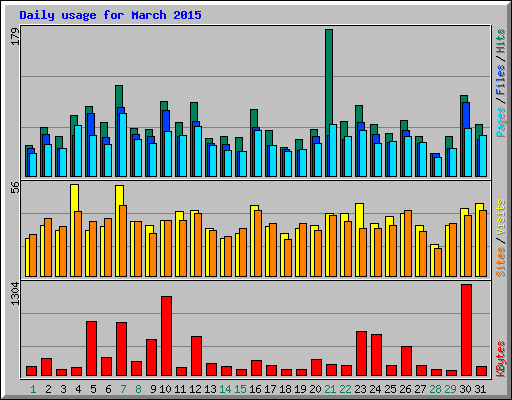 Daily usage for March 2015
179
Pages / Files / Hits
56
Sites / Visits
1304
KBytes
1 2 3 4 5 6 7 8 9 10 11 12 13 14 15 16 17 18 19 20 21 22 23 24 25 26 27 28 29 30 31